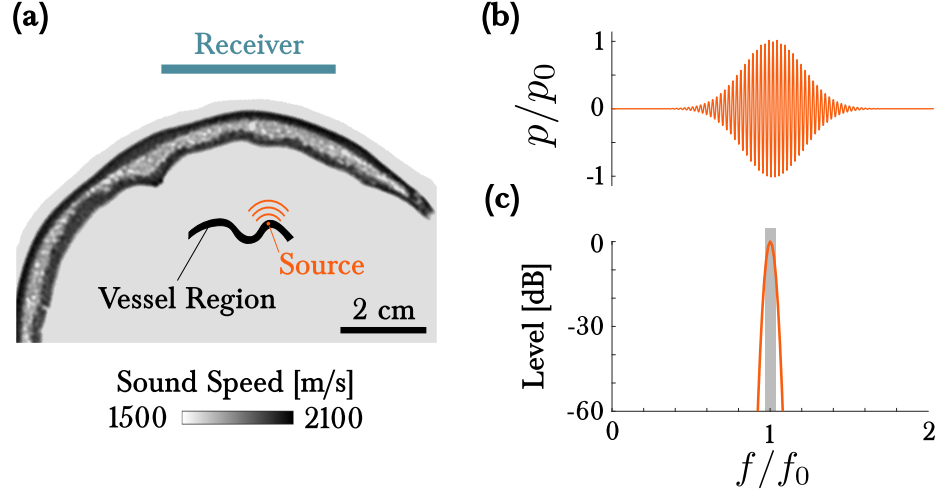 (a)
Receiver
Source
Vessel Region
2 cm
Sound Speed [m/s]
1500 2100
(b)
p/p₀
1
0
-1
(c)
Level [dB]
0
-30
-60
0 1 2
f/f₀